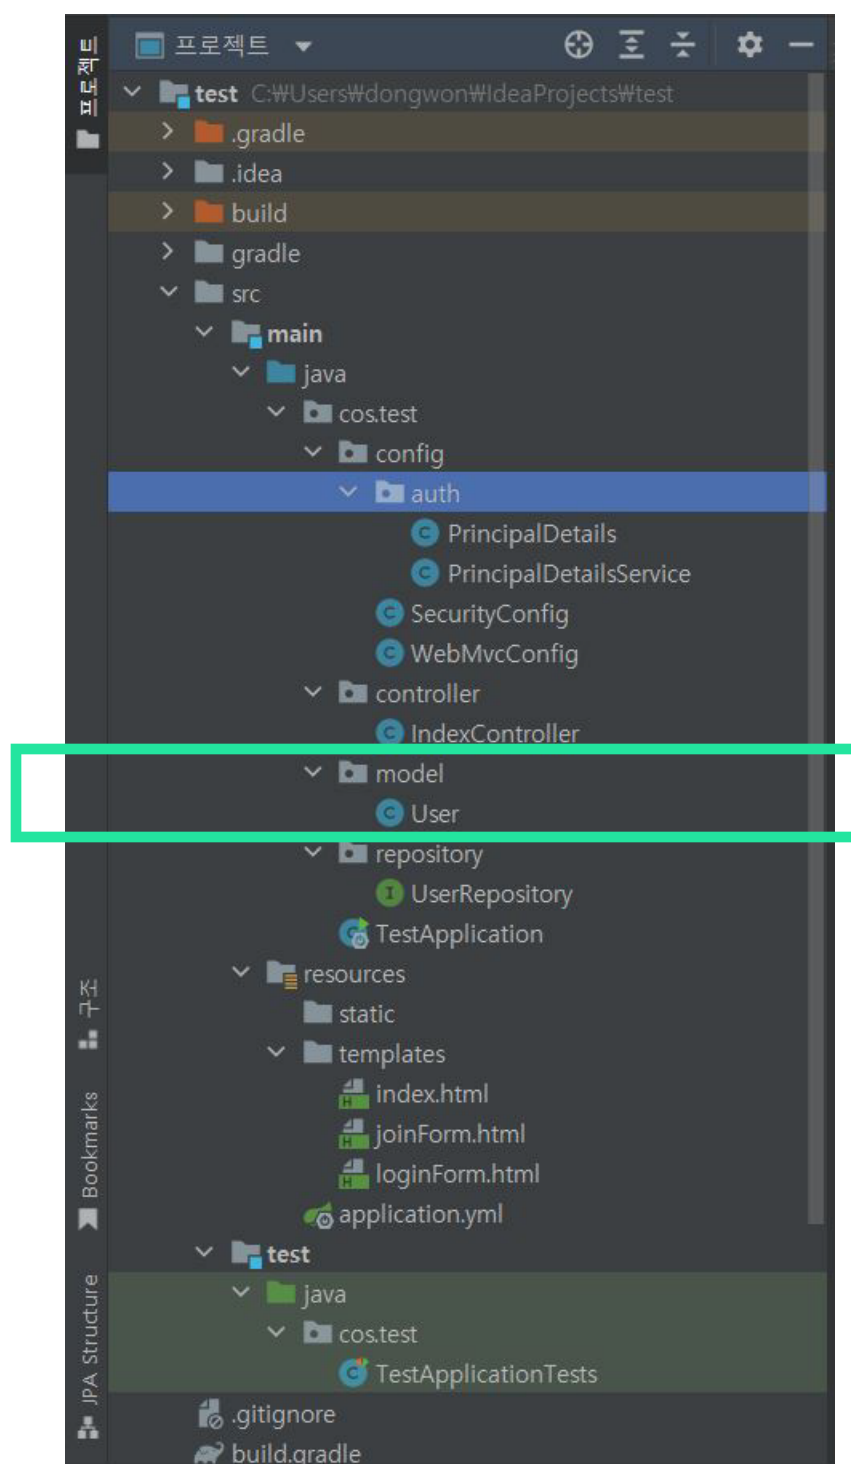 프로젝트
프로젝트
test C:₩Users₩dongwon₩IdeaProjects₩test
.gradle
.idea
build
gradle
src
main
java
cos.test
config
auth
PrincipalDetails
PrincipalDetailsService
SecurityConfig
WebMvcConfig
controller
IndexController
model
User
repository
UserRepository
TestApplication
resources
static
templates
index.html
joinForm.html
loginForm.html
application.yml
test
java
cos.test
TestApplicationTests
.gitignore
build.gradle
구조
Bookmarks
JPA Structure